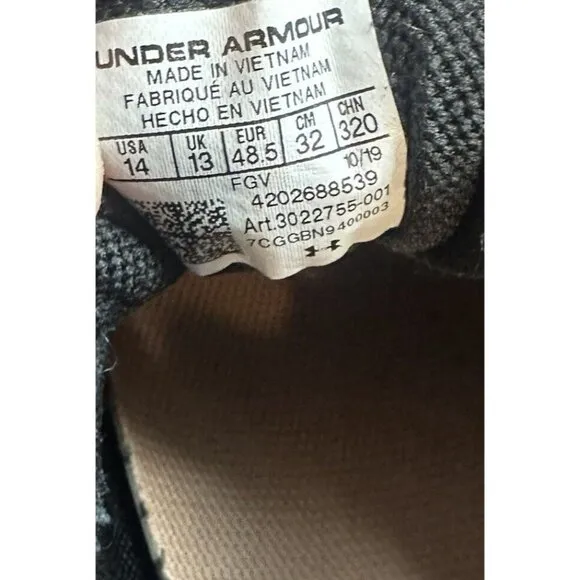 UNDER ARMOUR
MADE IN VIETNAM
FABRIQUÉ AU VIETNAM
HECHO EN VIETNAM
USA UK EUR CM CHN
14 13 48.5 32 320
FGV 10/19
4202688539
Art.3022755-001
7CGGBN9400003